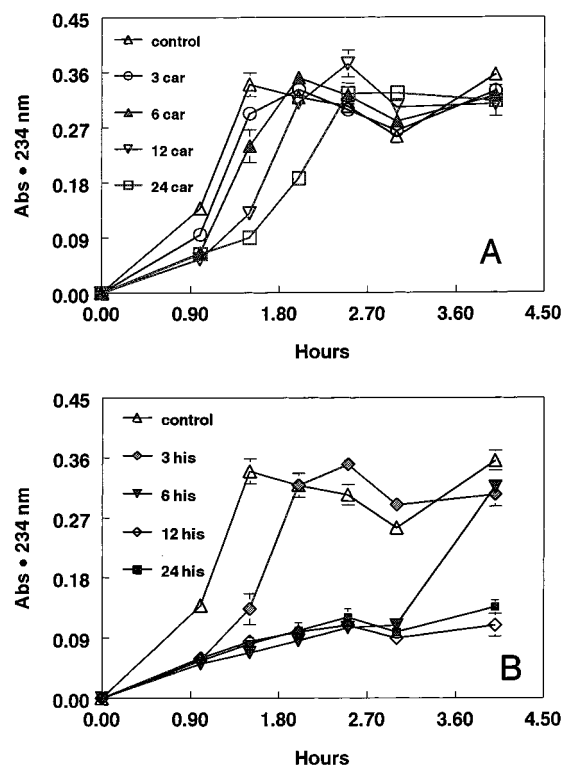 0.45
0.36
0.27
0.18
0.09
0.00
Abs • 234 nm
control
3 car
6 car
12 car
24 car
A
0.00 0.90 1.80 2.70 3.60 4.50
Hours
0.45
0.36
0.27
0.18
0.09
0.00
Abs • 234 nm
control
3 his
6 his
12 his
24 his
B
0.00 0.90 1.80 2.70 3.60 4.50
Hours